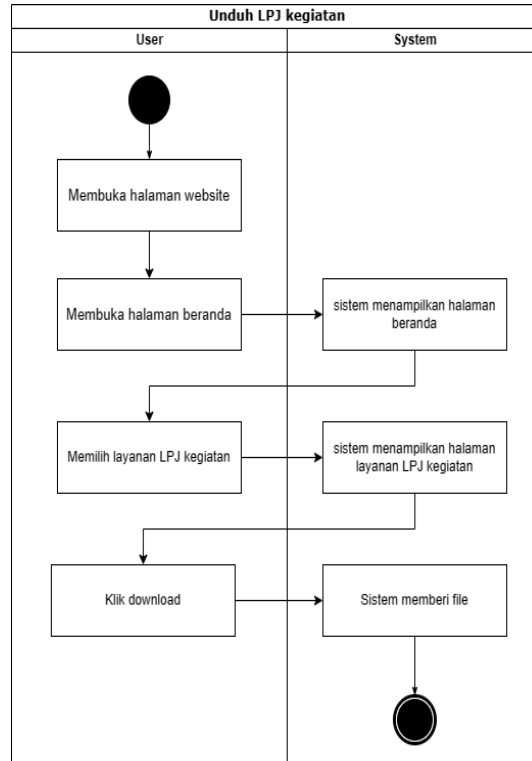 Unduh LPJ kegiatan
User
System
Membuka halaman website
Membuka halaman beranda
sistem menampilkan halaman
beranda
Memilih layanan LPJ kegiatan
sistem menampilkan halaman
layanan LPJ kegiatan
Klik download
Sistem memberi file